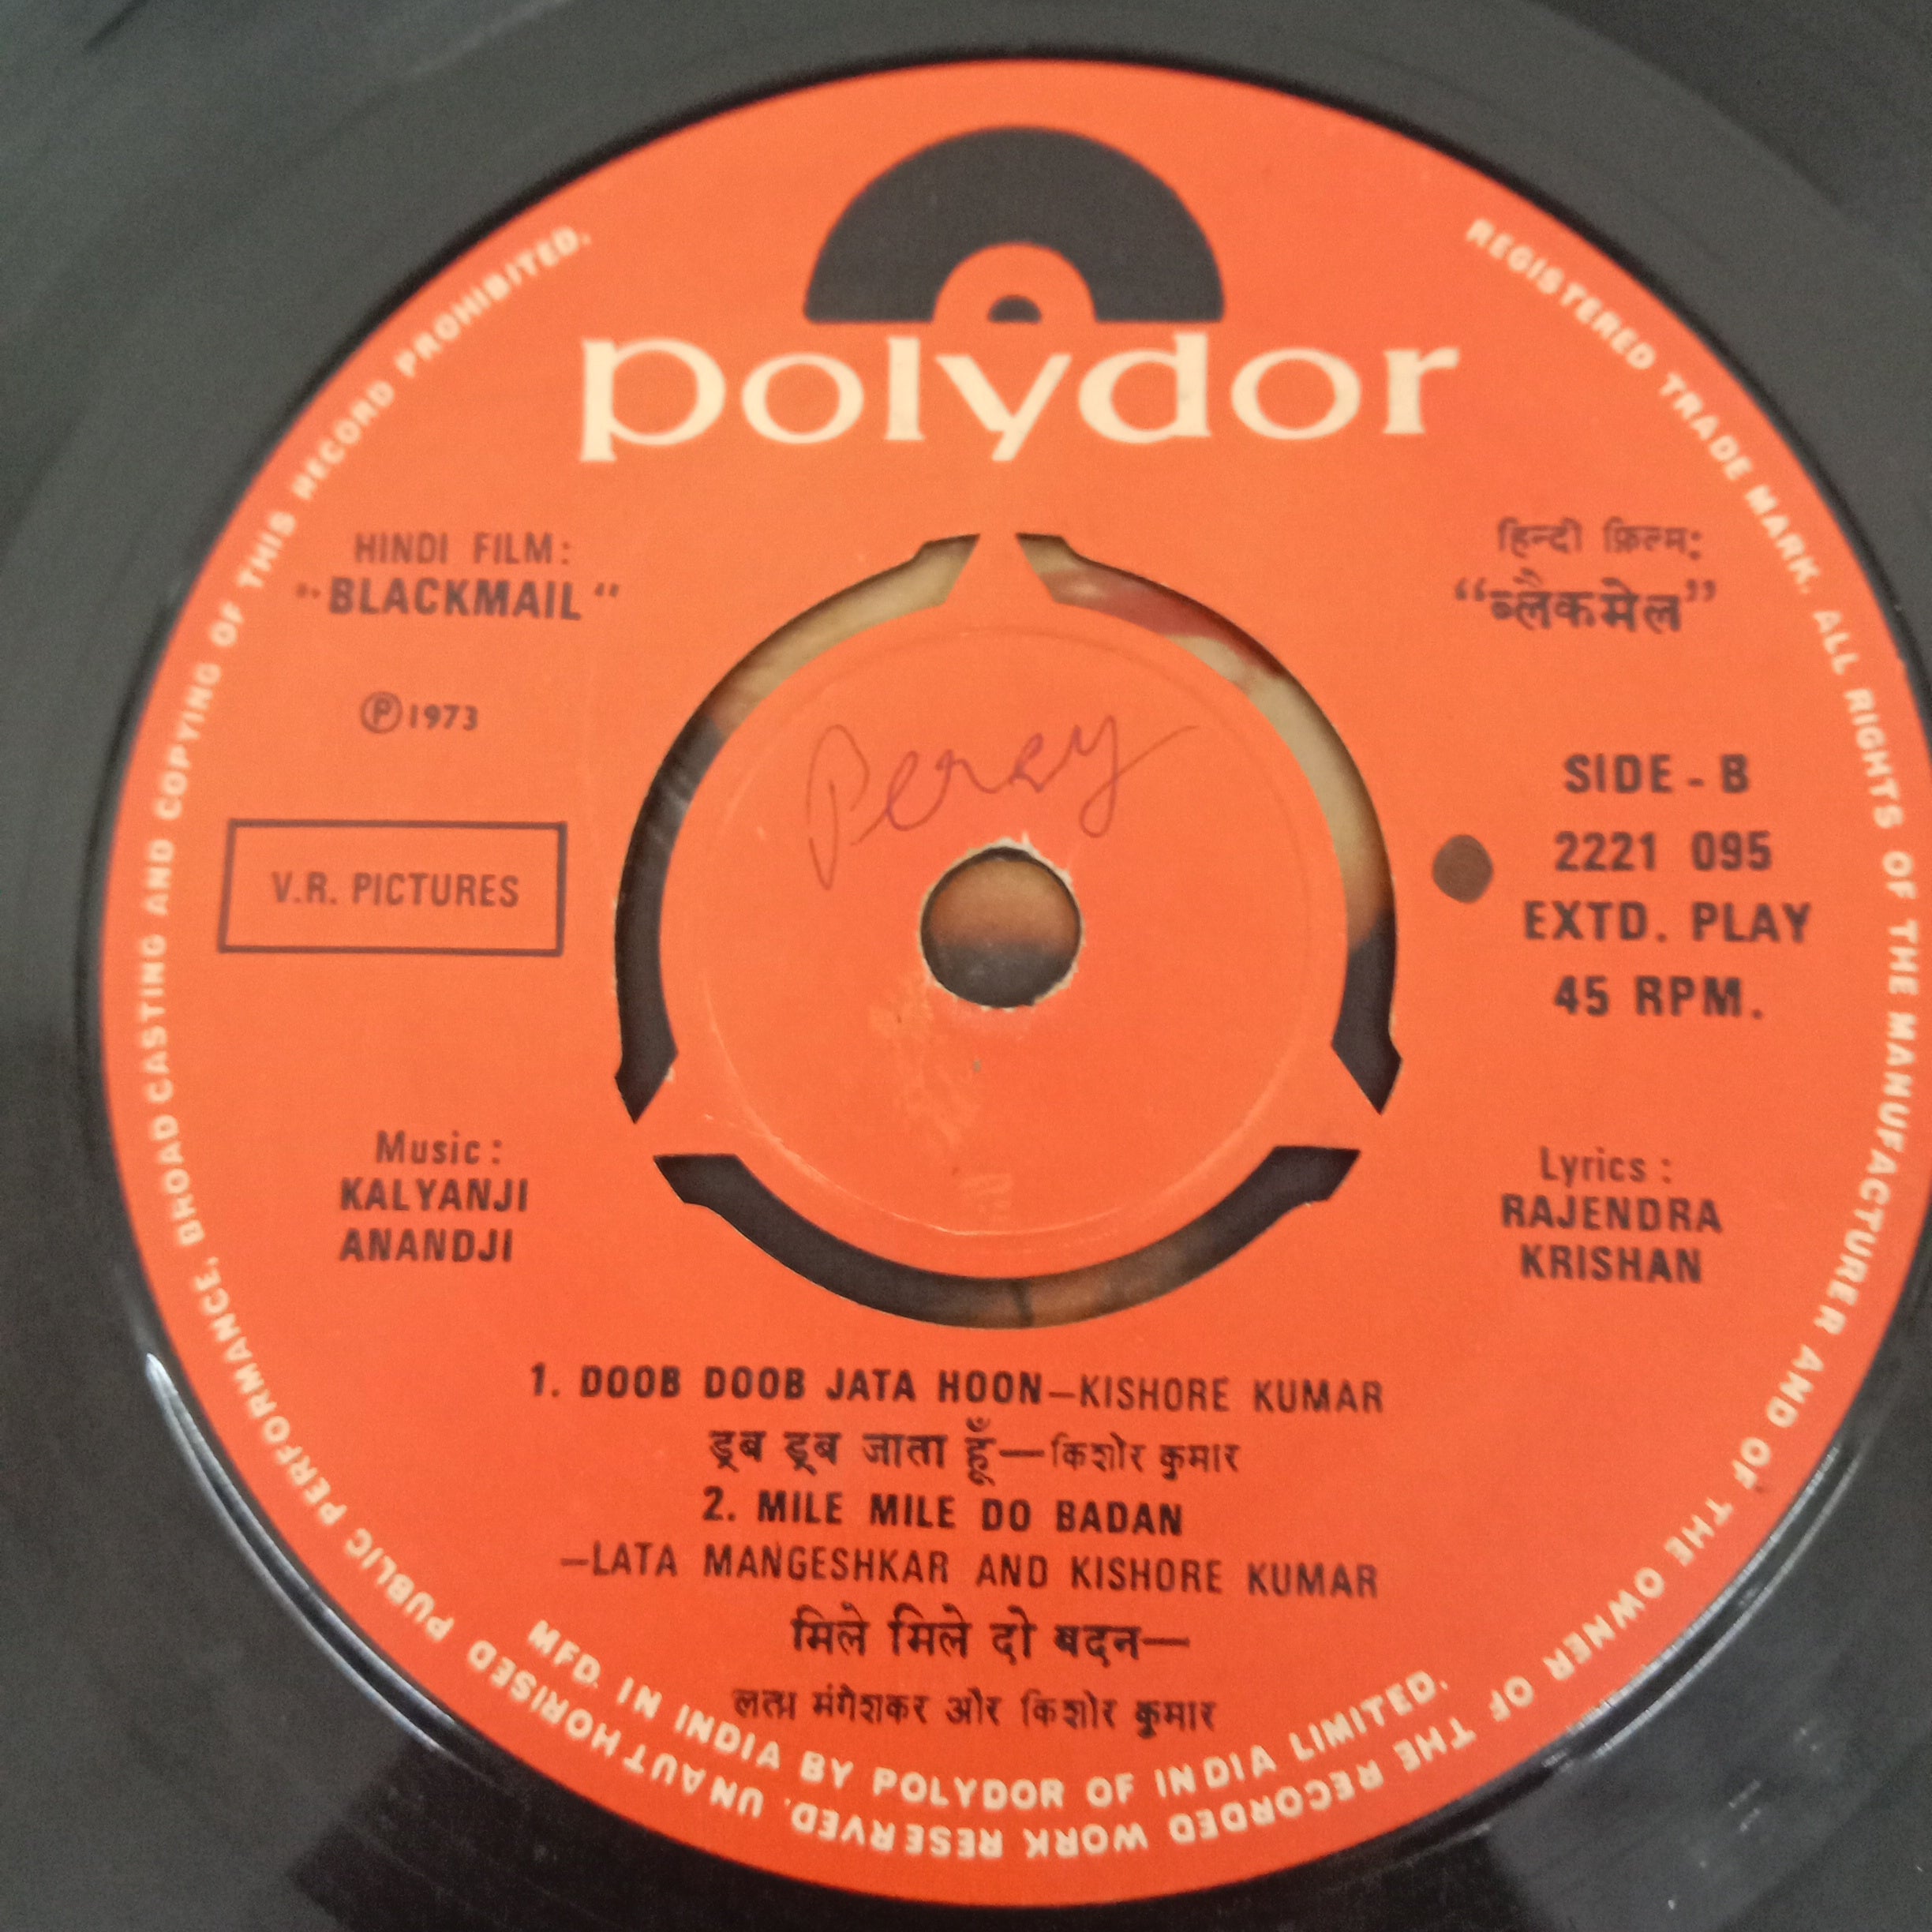 polydor
HINDI FILM:
"BLACKMAIL"
Ⓟ1973
V.R. PICTURES
Music:
KALYANJI
ANANDJI
हिन्दी फ़िल्म:
“ब्लैकमेल”
SIDE - B
2221 095
EXTD. PLAY
45 RPM.
Lyrics:
RAJENDRA
KRISHAN
1. DOOB DOOB JATA HOON—KISHORE KUMAR
डूब डूब जाता हूँ—किशोर कुमार
2. MILE MILE DO BADAN
—LATA MANGESHKAR AND KISHORE KUMAR
मिले मिले दो बदन—
लता मंगेशकर और किशोर कुमार
MFD. IN INDIA BY POLYDOR OF INDIA LIMITED.
REGISTERED TRADE MARK. ALL RIGHTS OF THE MANUFACTURER AND OF THE OWNER OF THE RECORDED WORK RESERVED. UNAUTHORISED PUBLIC PERFORMANCE, BROADCASTING AND COPYING OF THIS RECORD PROHIBITED.